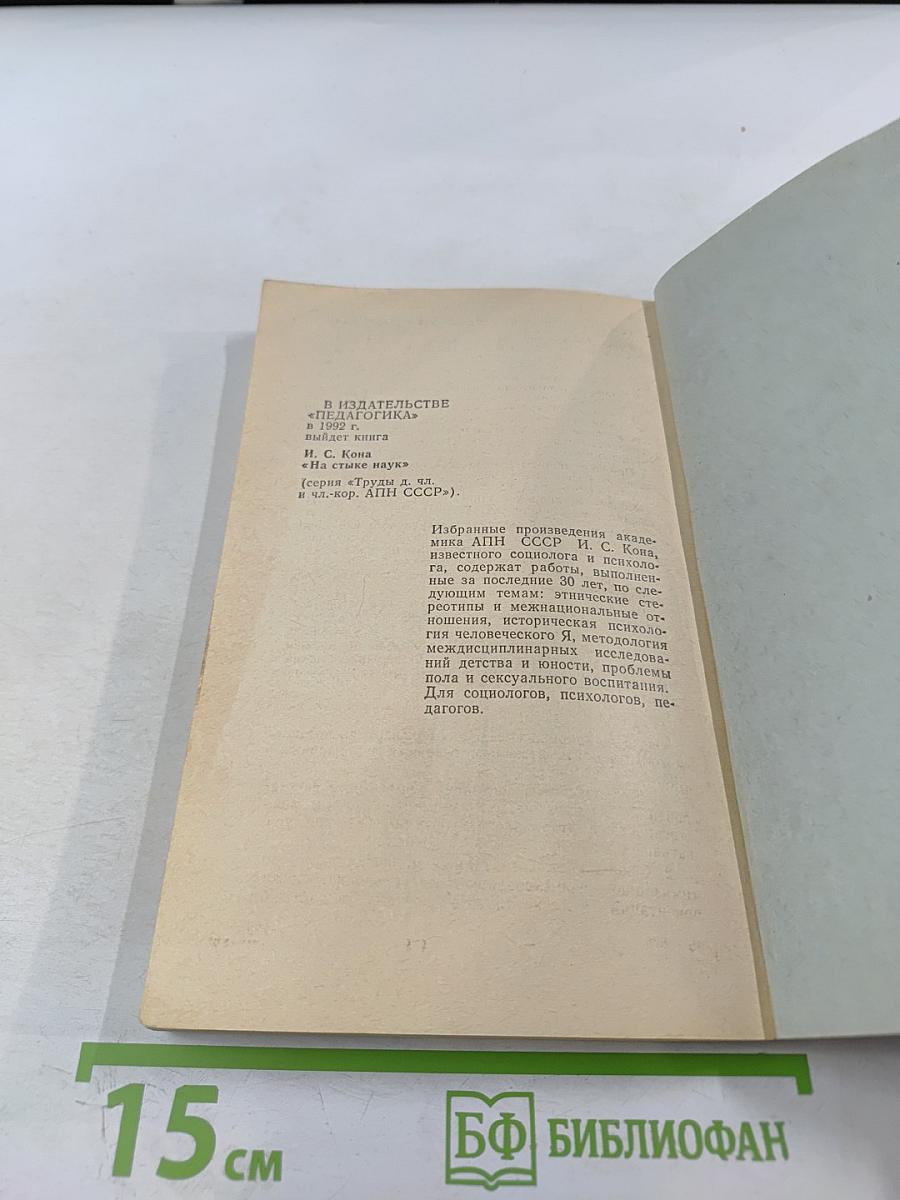 В ИЗДАТЕЛЬСТВЕ
«ПЕДАГОГИКА»
в 1992 г.
выйдет книга
И. С. Кона
«На стыке наук»
(серия «Труды д. чл.
и чл.-кор. АПН СССР»).
Избранные произведения акаде-
мика АПН СССР И. С. Кона,
известного социолога и психоло-
га, содержат работы, выполнен-
ные за последние 30 лет, по сле-
дующим темам: этнические сте-
реотипы и межнациональные от-
ношения, историческая психоло-
гия человеческого Я, методология
междисциплинарных исследова-
ний детства и юности, проблемы
пола и сексуального воспитания.
Для социологов, психологов, пе-
дагогов.
15 см
БФ БИБЛИОФАН